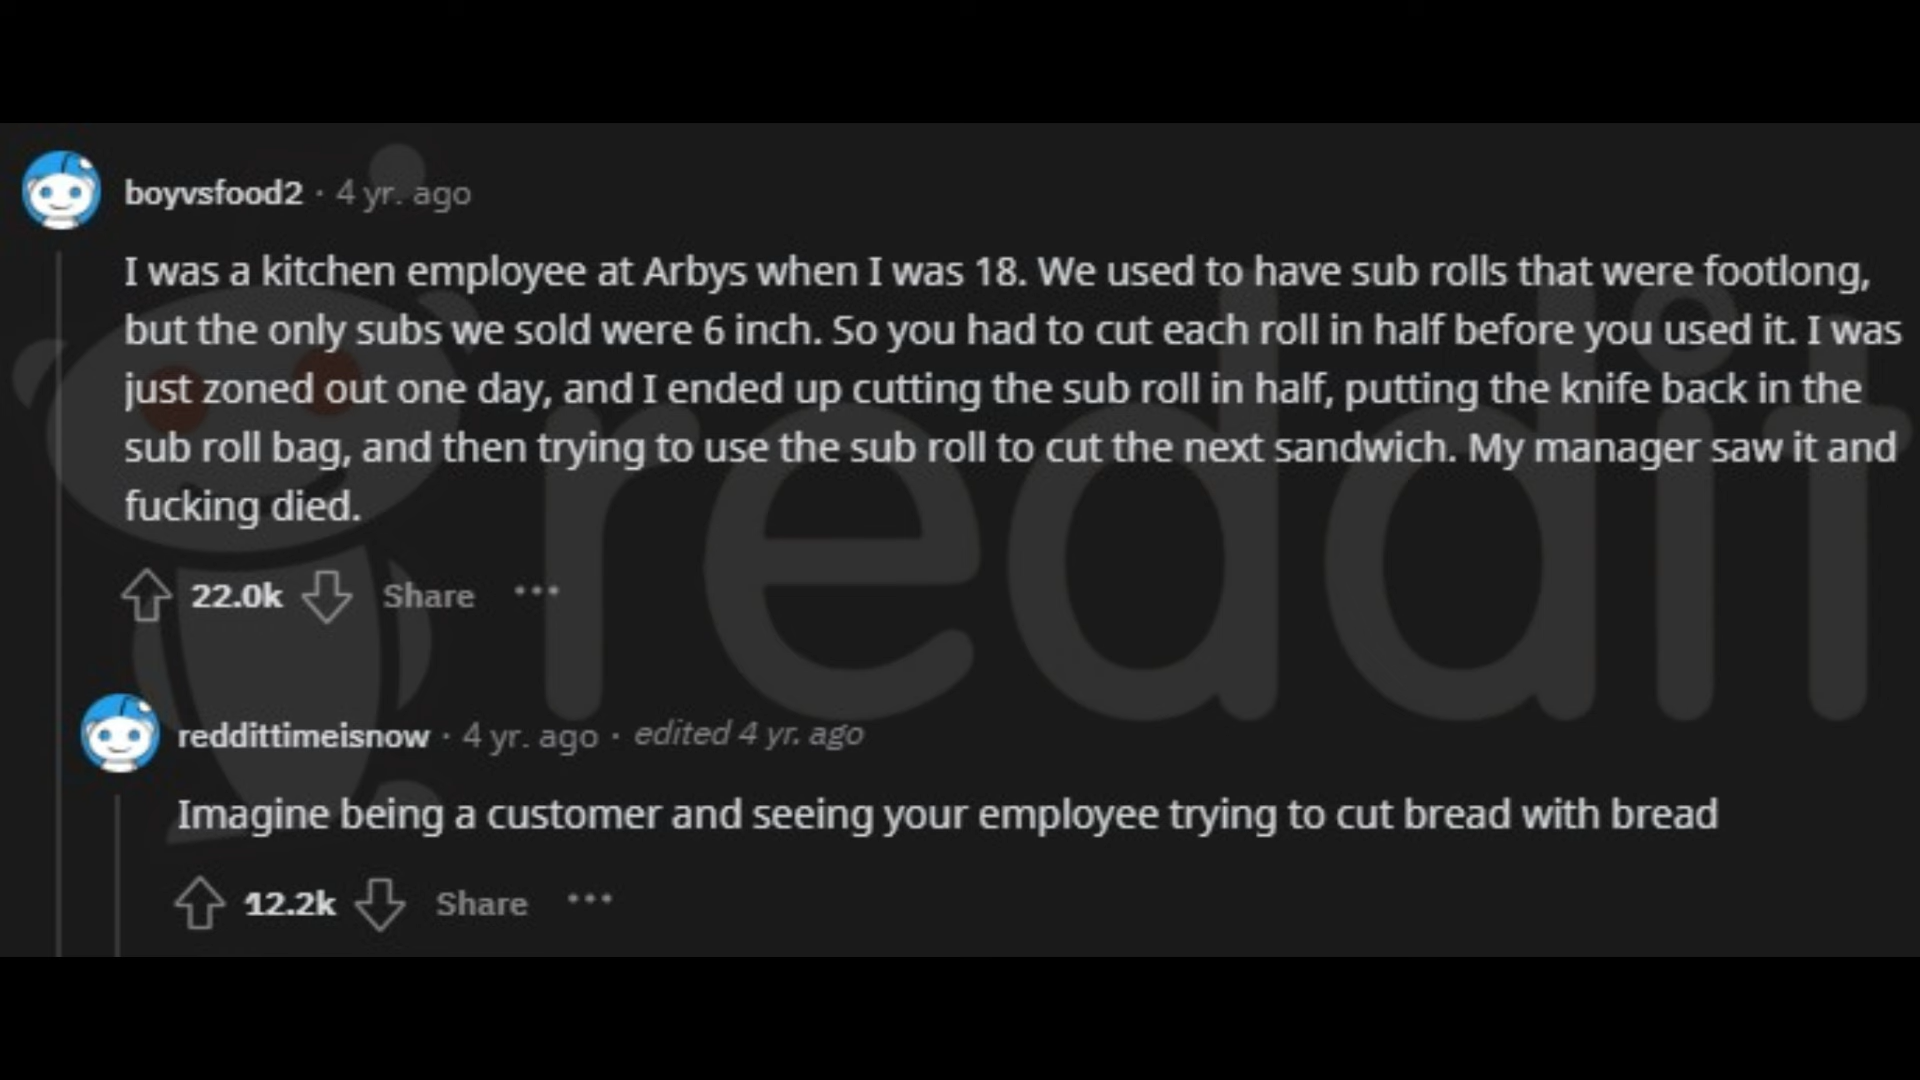 boyvsfood2 · 4 yr. ago
I was a kitchen employee at Arbys when I was 18. We used to have sub rolls that were footlong,
but the only subs we sold were 6 inch. So you had to cut each roll in half before you used it. I was
just zoned out one day, and I ended up cutting the sub roll in half, putting the knife back in the
sub roll bag, and then trying to use the sub roll to cut the next sandwich. My manager saw it and
fucking died.
22.0k Share ...
reddittimeisnow · 4 yr. ago · edited 4 yr. ago
Imagine being a customer and seeing your employee trying to cut bread with bread
12.2k Share ...
reddit